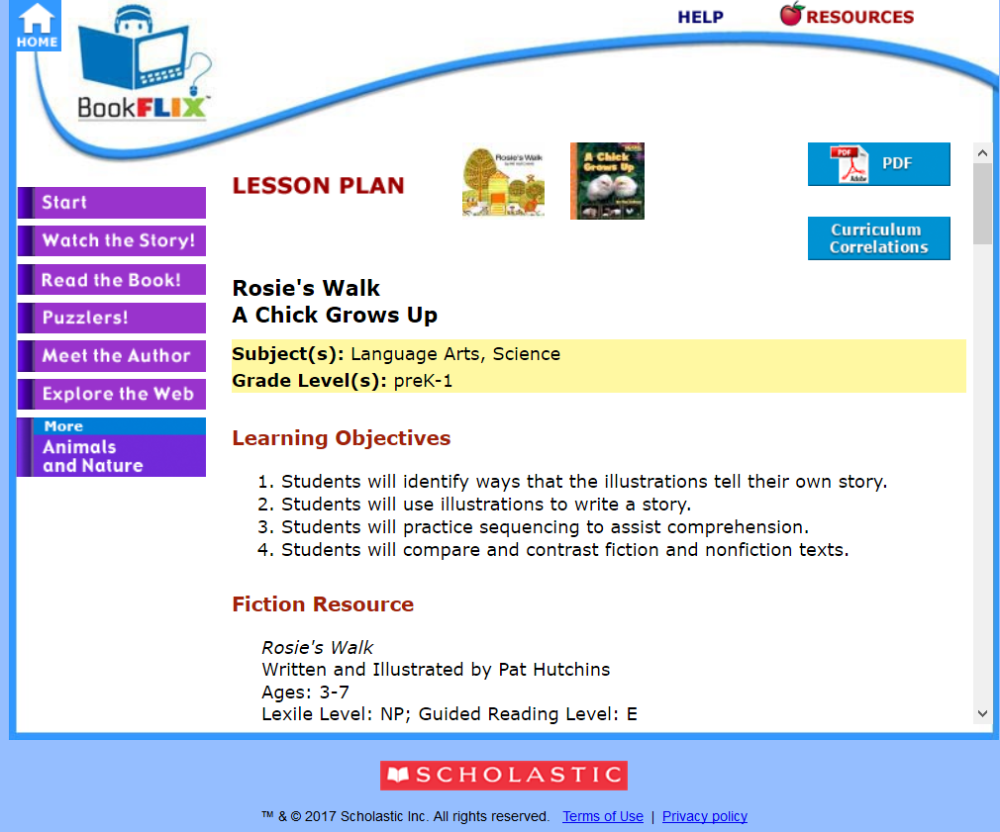 HOME
HELP
RESOURCES
BookFLIX™
LESSON PLAN
Rosie's Walk
A Chick
Grows Up
PDF
Adobe
PDF
Curriculum
Correlations
Start
Watch the Story!
Read the Book!
Puzzlers!
Meet the Author
Explore the Web
More
Animals
and Nature
Rosie's Walk
A Chick Grows Up
Subject(s): Language Arts, Science
Grade Level(s): preK-1
Learning Objectives
1. Students will identify ways that the illustrations tell their own story.
2. Students will use illustrations to write a story.
3. Students will practice sequencing to assist comprehension.
4. Students will compare and contrast fiction and nonfiction texts.
Fiction Resource
Rosie's Walk
Written and Illustrated by Pat Hutchins
Ages: 3-7
Lexile Level: NP; Guided Reading Level: E
SCHOLASTIC
™ & © 2017 Scholastic Inc. All rights reserved. Terms of Use | Privacy policy